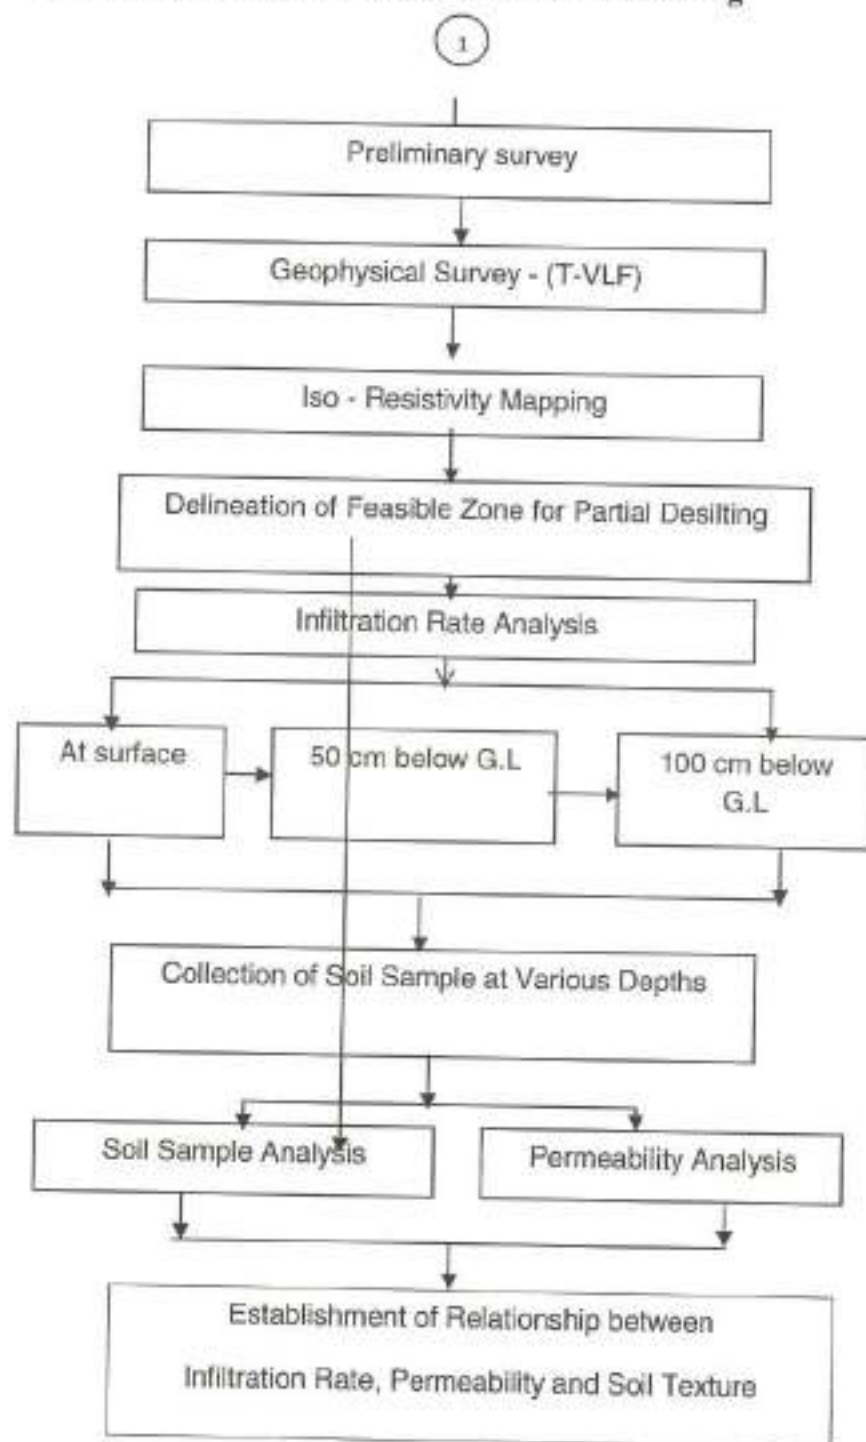 1
Preliminary survey
Geophysical Survey - (T-VLF)
Iso - Resistivity Mapping
Delineation of Feasible Zone for Partial Desilting
Infiltration Rate Analysis
At surface
50 cm below G.L
100 cm below
G.L
Collection of Soil Sample at Various Depths
Soil Sample Analysis
Permeability Analysis
Establishment of Relationship between
Infiltration Rate, Permeability and Soil Texture